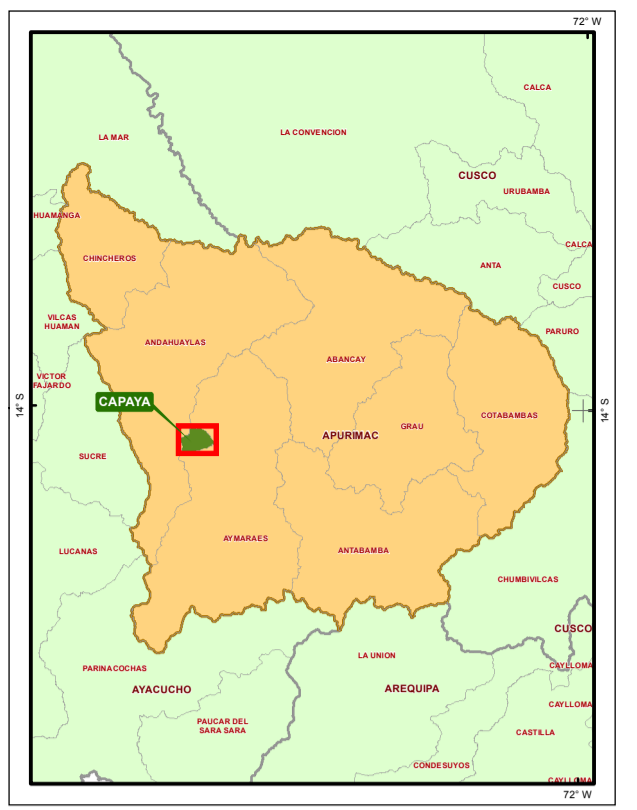 72° W
CALCA
LA CONVENCION
LA MAR
CUSCO
URUBAMBA
HUAMANGA
CALCA
CHINCHEROS
ANTA
CUSCO
VILCAS
HUAMAN
PARURO
ANDAHUAYLAS
ABANCAY
VICTOR
FAJARDO
CAPAYA
14° S
14° S
COTABAMBAS
GRAU
APURIMAC
SUCRE
AYMARAES
ANTABAMBA
LUCANAS
CHUMBIVILCAS
CUSCO
LA UNION
CAYLLOMA
PARINACOCHAS
AYACUCHO
AREQUIPA
CAYLLOMA
PAUCAR DEL
SARA SARA
CASTILLA
CONDESUYOS
CAYLLOMA
72° W